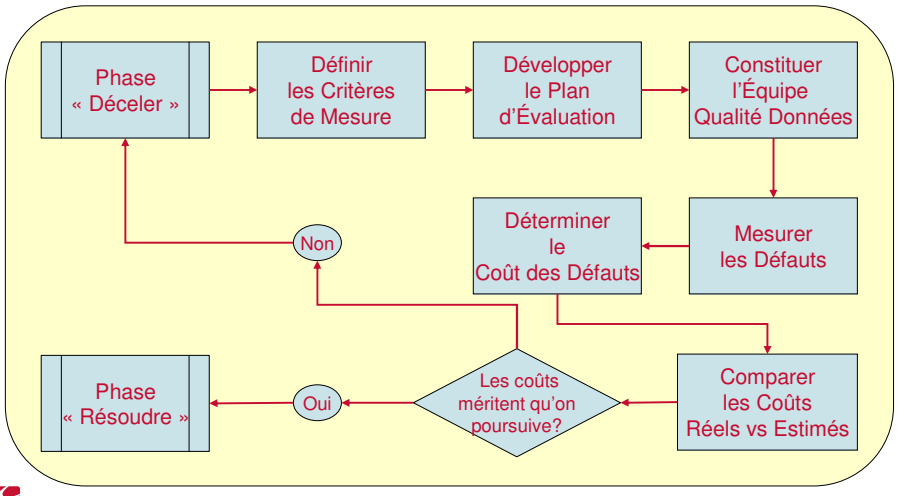 Phase
« Déceler »
Définir
les Critères
de Mesure
Développer
le Plan
d'Évaluation
Constituer
l'Équipe
Qualité Données
Mesurer
les Défauts
Déterminer
le
Coût des Défauts
Comparer
les Coûts
Réels vs Estimés
Les coûts
méritent qu'on
poursuive?
Non
Oui
Phase
« Résoudre »